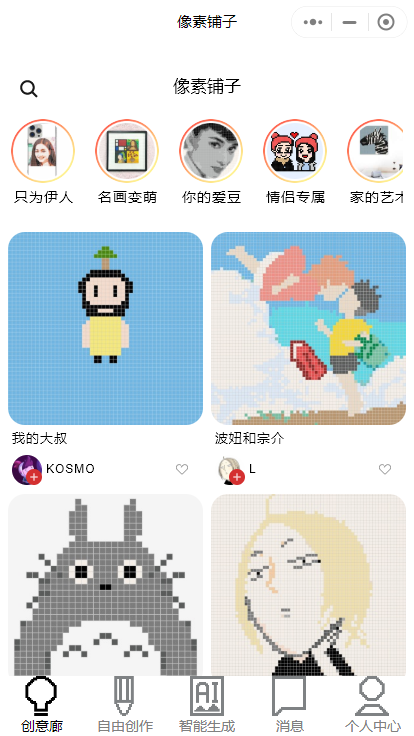 像素铺子
像素铺子
只为伊人
名画变萌
你的爱豆
情侣专属
家的艺术
我的大叔
波妞和宗介
KOSMO
L
AI
创意廊
自由创作
智能生成
消息
个人中心